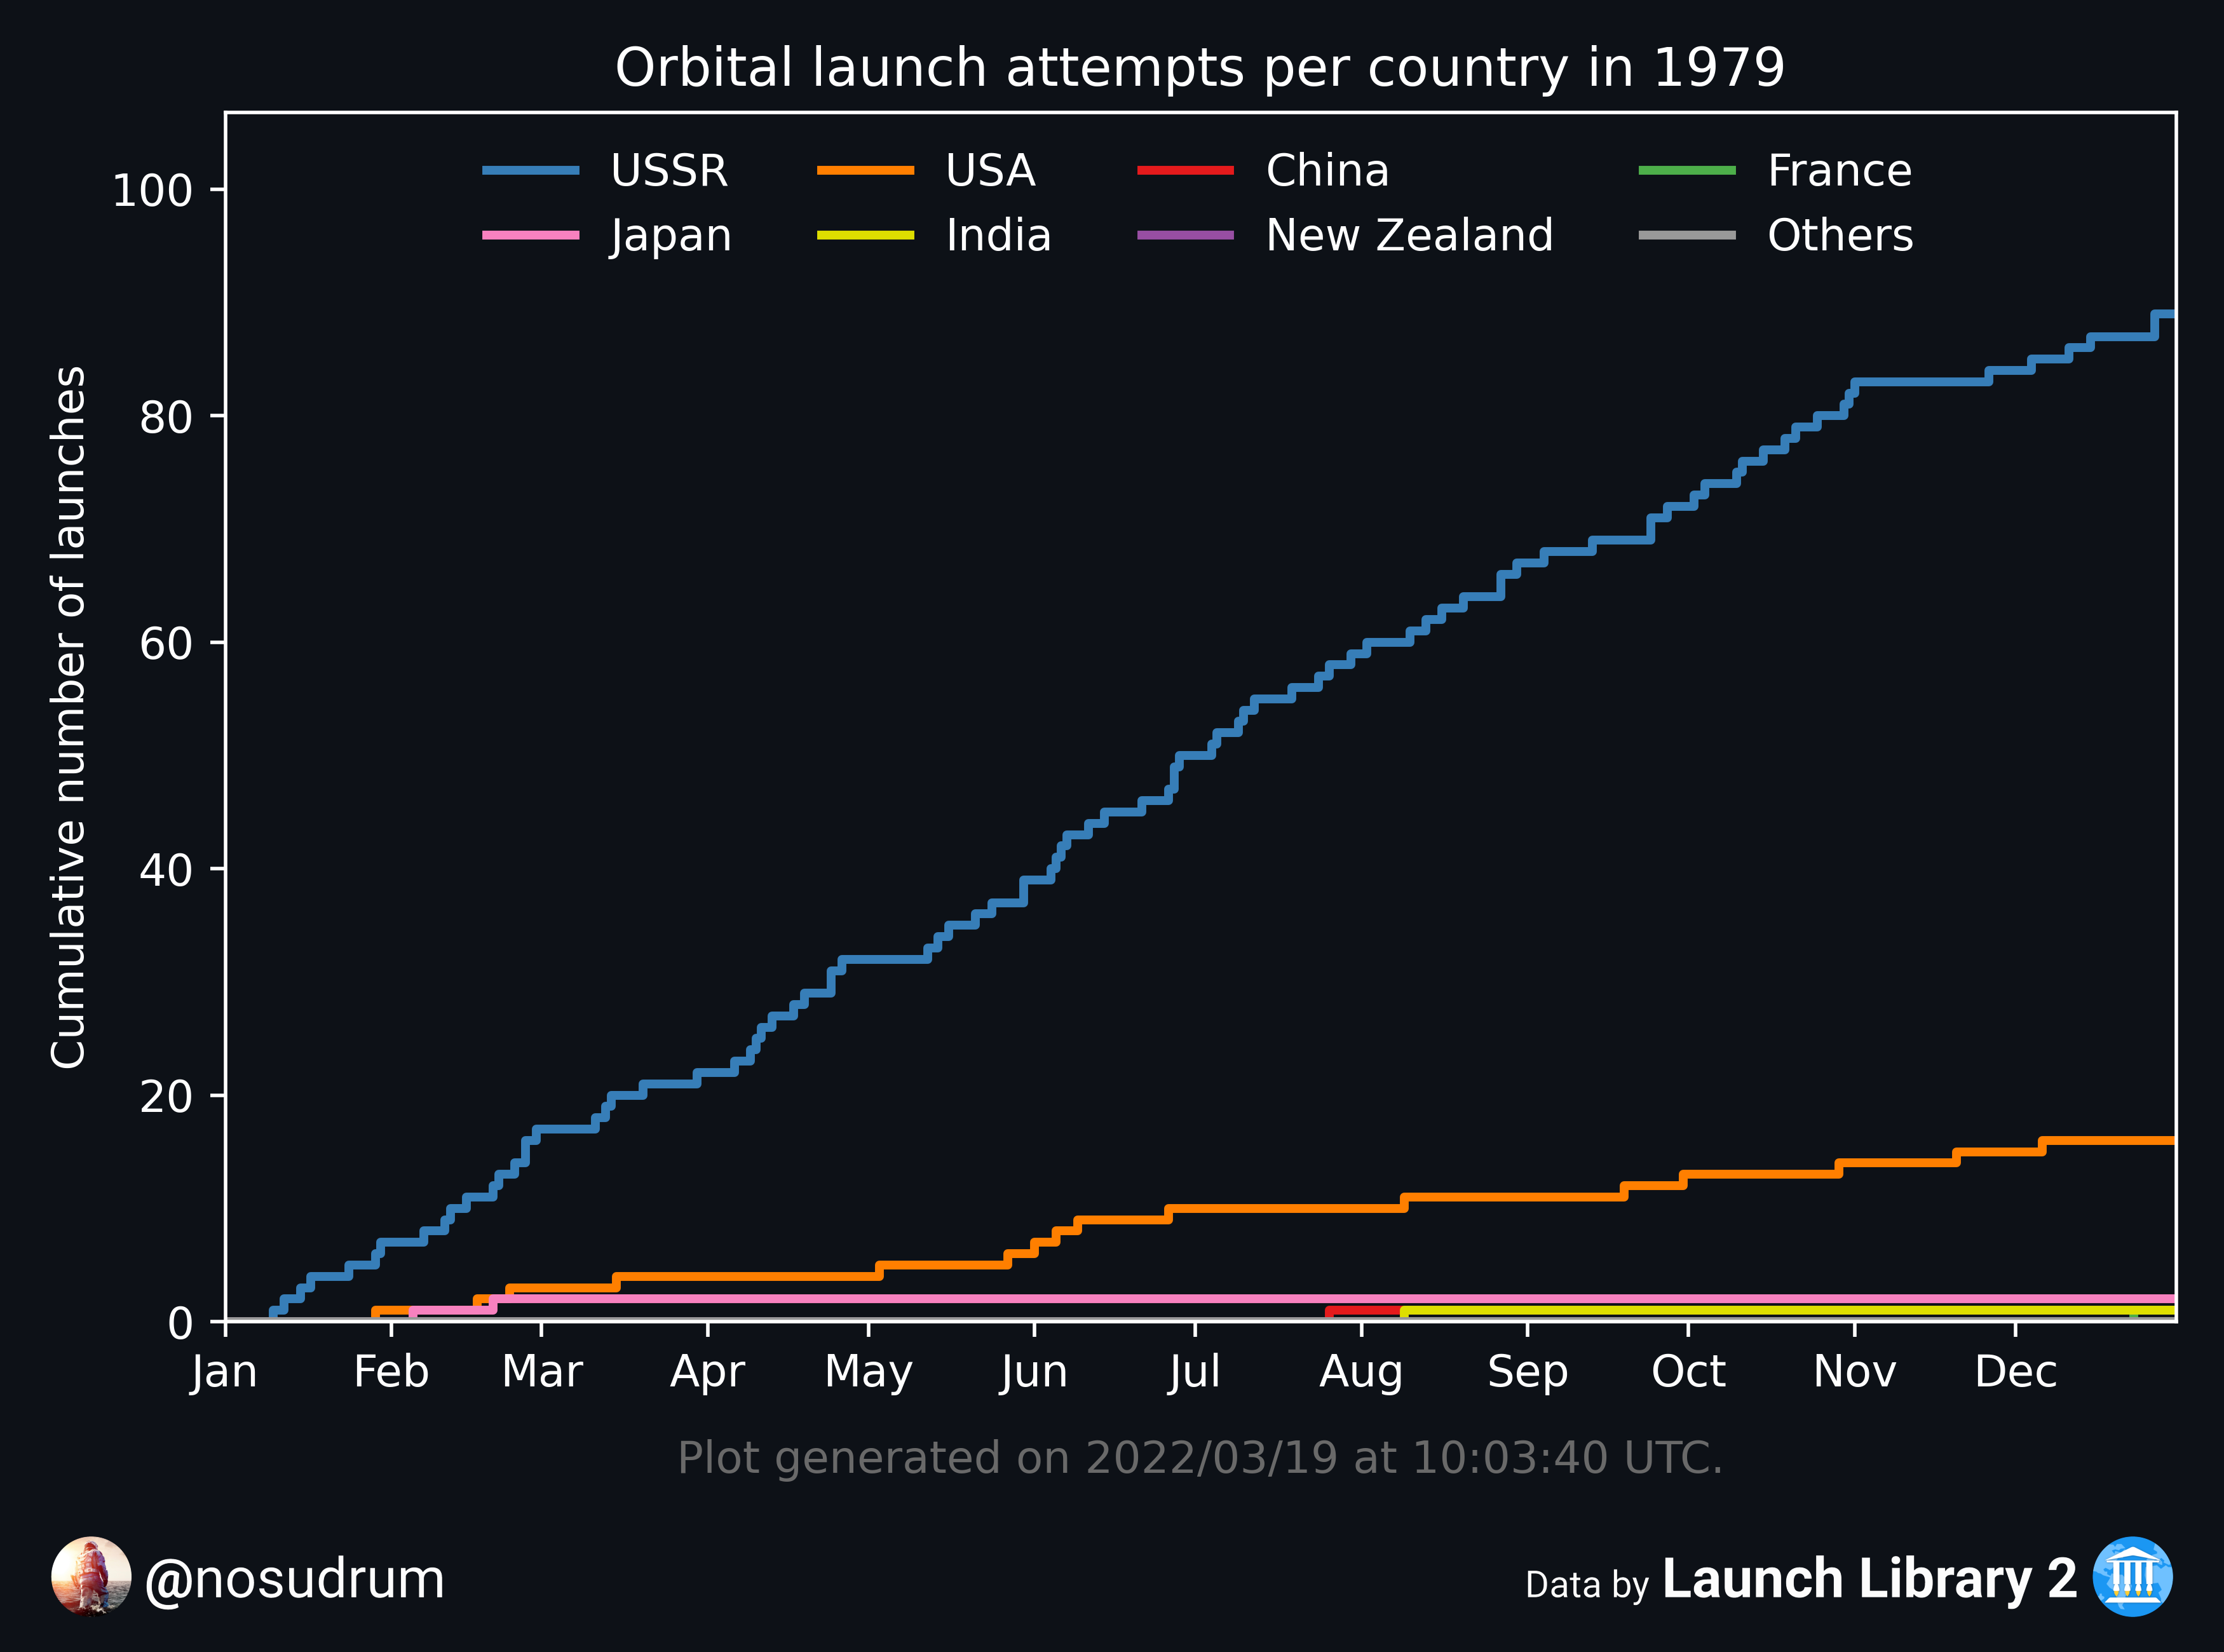 Orbital launch attempts per country in 1979
USSR USA China France
Japan India New Zealand Others
Cumulative number of launches
100
80
60
40
20
0
Jan Feb Mar Apr May Jun Jul Aug Sep Oct Nov Dec
Plot generated on 2022/03/19 at 10:03:40 UTC.
@nosudrum
Data by Launch Library 2